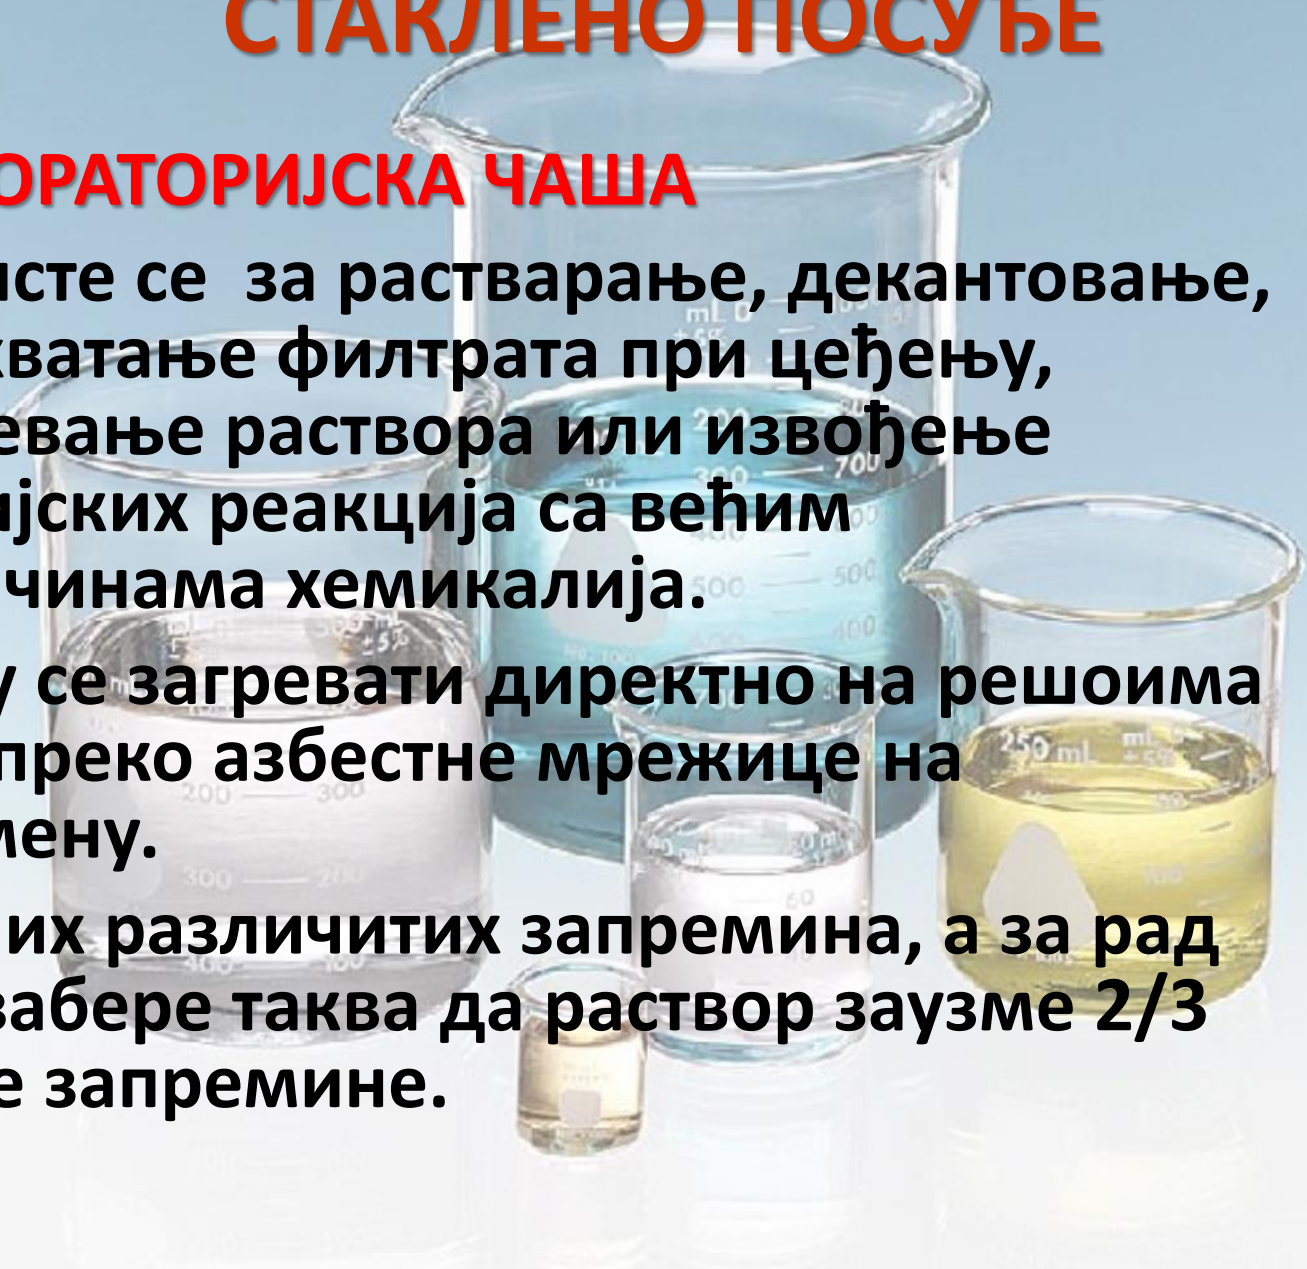 СТАКЛЕНО ПОСУЂЕ
ОРАТОРИЈСКА ЧАША
исте се за растварање, декантовање,
хватање филтрата при цеђењу,
евање раствора или извођење
ијских реакција са већим
чинама хемикалија.
у се загревати директно на решоима
преко азбестне мрежице на
мену.
их различитих запремина, а за рад
забере таква да раствор заузме 2/3
е запремине.